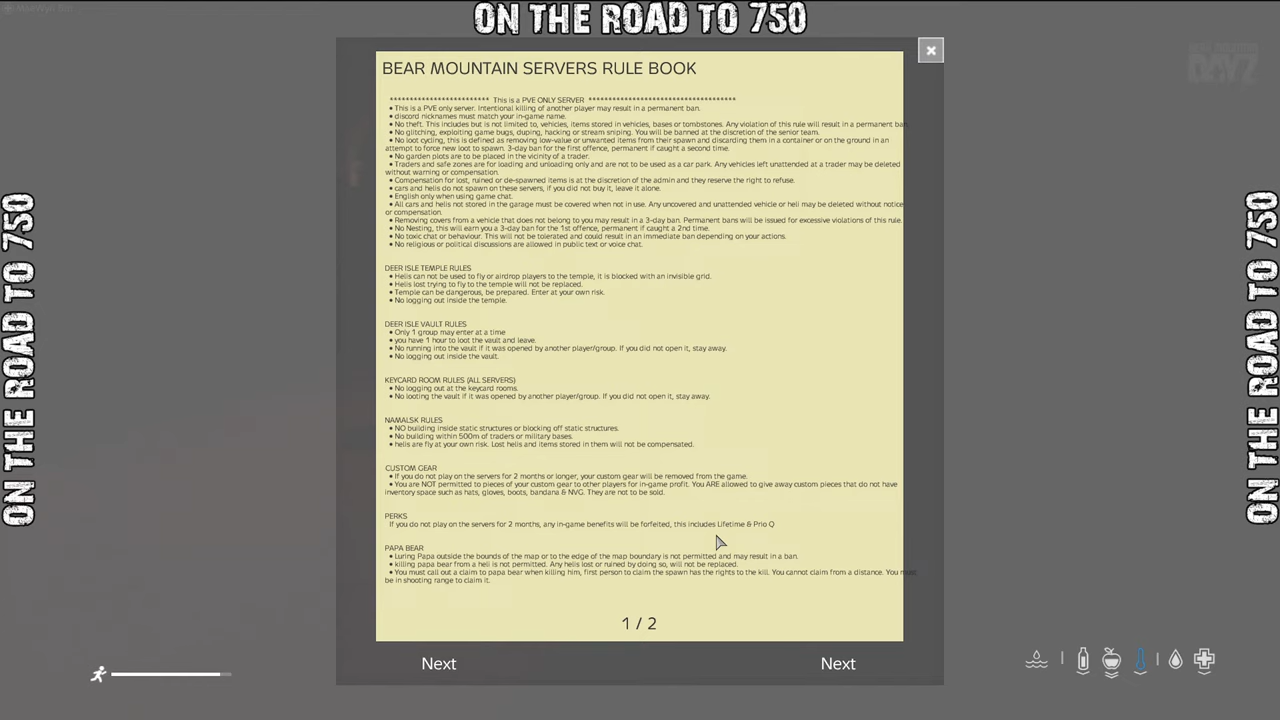 ON THE ROAD TO 750
BEAR MOUNTAIN SERVERS RULE BOOK
************************* This is a PVE ONLY SERVER *************************************
• This is a PVE only server. Intentional killing of another player may result in a permanent ban.
• discord nicknames must match your in-game name.
• No theft. This includes but is not limited to, vehicles, items stored in vehicles, bases or tombstones. Any violation of this rule will result in a permanent ban
• No glitching, exploiting game bugs, duping, hacking or stream sniping. You will be banned at the discretion of the senior team.
• No loot cycling, this is defined as removing low-value or unwanted items from their spawn and discarding them in a container or on the ground in an
attempt to force new loot to spawn. 3-day ban for the first offence, permanent if caught a second time.
• No garden plots are to be placed in the vicinity of a trader.
• Traders and safe zones are for loading and unloading only and are not to be used as a car park. Any vehicles left unattended at a trader may be deleted
without warning or compensation.
• Compensation for lost, ruined or de-spawned items is at the discretion of the admin and they reserve the right to refuse.
• cars and helis do not spawn on these servers, if you did not buy it, leave it alone.
• English only when using game chat.
• All cars and helis not stored in the garage must be covered when not in use. Any uncovered and unattended vehicle or heli may be deleted without notice
or compensation.
• Removing covers from a vehicle that does not belong to you may result in a 3-day ban. Permanent bans will be issued for excessive violations of this rule.
• No Nesting, this will earn you a 3-day ban for the 1st offence, permanent if caught a 2nd time.
• No toxic chat or behaviour. This will not be tolerated and could result in an immediate ban depending on your actions.
• No religious or political discussions are allowed in public text or voice chat.
DEER ISLE TEMPLE RULES
• Helis can not be used to fly or airdrop players to the temple, it is blocked with an invisible grid.
• Helis lost trying to fly to the temple will not be replaced.
• Temple can be dangerous, be prepared. Enter at your own risk.
• No logging out inside the temple.
DEER ISLE VAULT RULES
• Only 1 group may enter at a time
• you have 1 hour to loot the vault and leave.
• No running into the vault if it was opened by another player/group. If you did not open it, stay away.
• No logging out inside the vault.
KEYCARD ROOM RULES (ALL SERVERS)
• No logging out at the keycard rooms.
• No looting the vault if it was opened by another player/group. If you did not open it, stay away.
NAMALSK RULES
• NO building inside static structures or blocking off static structures.
• No building within 500m of traders or military bases.
• helis are fly at your own risk. Lost helis and items stored in them will not be compensated.
CUSTOM GEAR
• If you do not play on the servers for 2 months or longer, your custom gear will be removed from the game.
• You are NOT permitted to pieces of your custom gear to other players for in-game profit. You ARE allowed to give away custom pieces that do not have
inventory space such as hats, gloves, boots, bandana & NVG. They are not to be sold.
PERKS
If you do not play on the servers for 2 months, any in-game benefits will be forfeited, this includes Lifetime & Prio Q
PAPA BEAR
• Luring Papa outside the bounds of the map or to the edge of the map boundary is not permitted and may result in a ban.
• killing papa bear from a heli is not permitted. Any helis lost or ruined by doing so, will not be replaced.
• You must call out a claim to papa bear when killing him, first person to claim the spawn has the rights to the kill. You cannot claim from a distance. You must
be in shooting range to claim it.
1 / 2
Next
Next
ON THE ROAD TO 750
ON THE ROAD TO 750
DAYZ